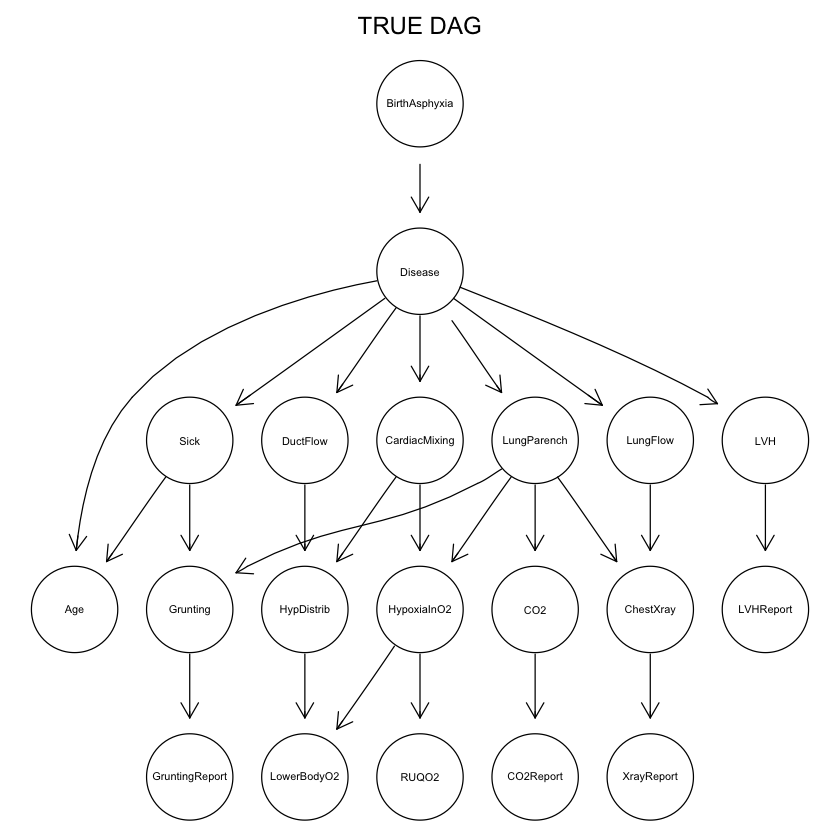 TRUE DAG
BirthAsphyxia
Disease
Sick
DuctFlow
CardiacMixing
LungParench
LungFlow
LVH
Age
Grunting
HypDistrib
HypoxiaInO2
CO2
ChestXray
LVHReport
GruntingReport
LowerBodyO2
RUQO2
CO2Report
XrayReport